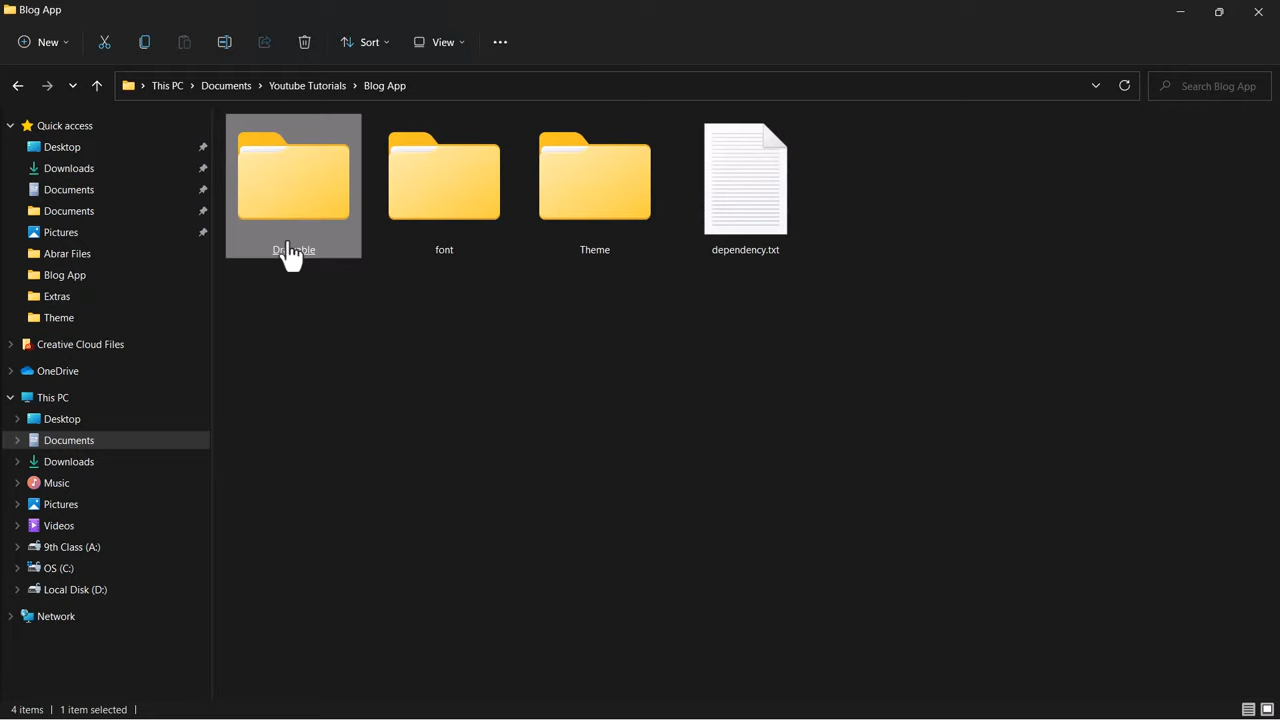 Blog App
New
Sort
View
This PC > Documents > Youtube Tutorials > Blog App
Search Blog App
Quick access
Desktop
Downloads
Documents
Documents
Pictures
Abrar Files
Blog App
Extras
Theme
Creative Cloud Files
OneDrive
This PC
Desktop
Documents
Downloads
Music
Pictures
Videos
9th Class (A:)
OS (C:)
Local Disk (D:)
Network
font
Theme
dependency.txt
4 items | 1 item selected |